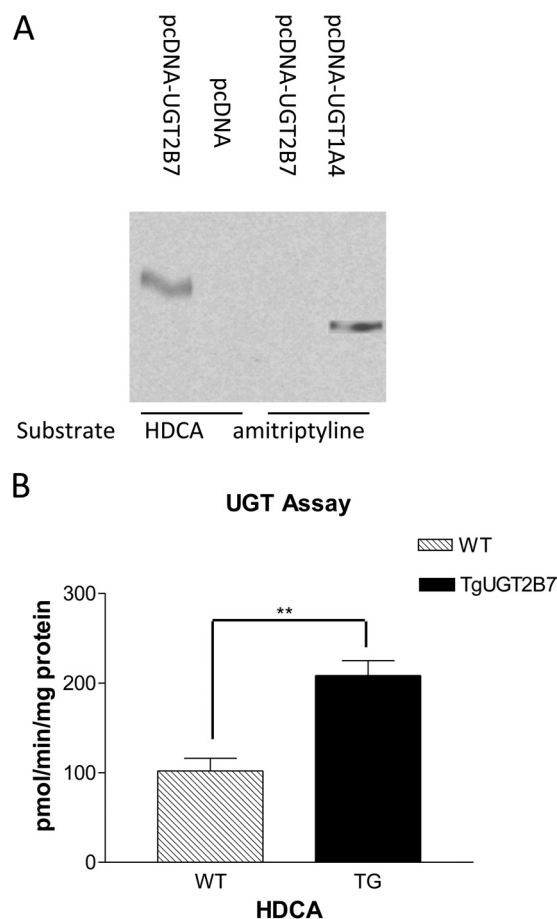 A
pcDNA-UGT2B7
pcDNA
pcDNA-UGT2B7
pcDNA-UGT1A4
Substrate HDCA amitriptyline
B
UGT Assay
WT
TgUGT2B7
**
300
200
100
0
pmol/min/mg protein
WT TG
HDCA